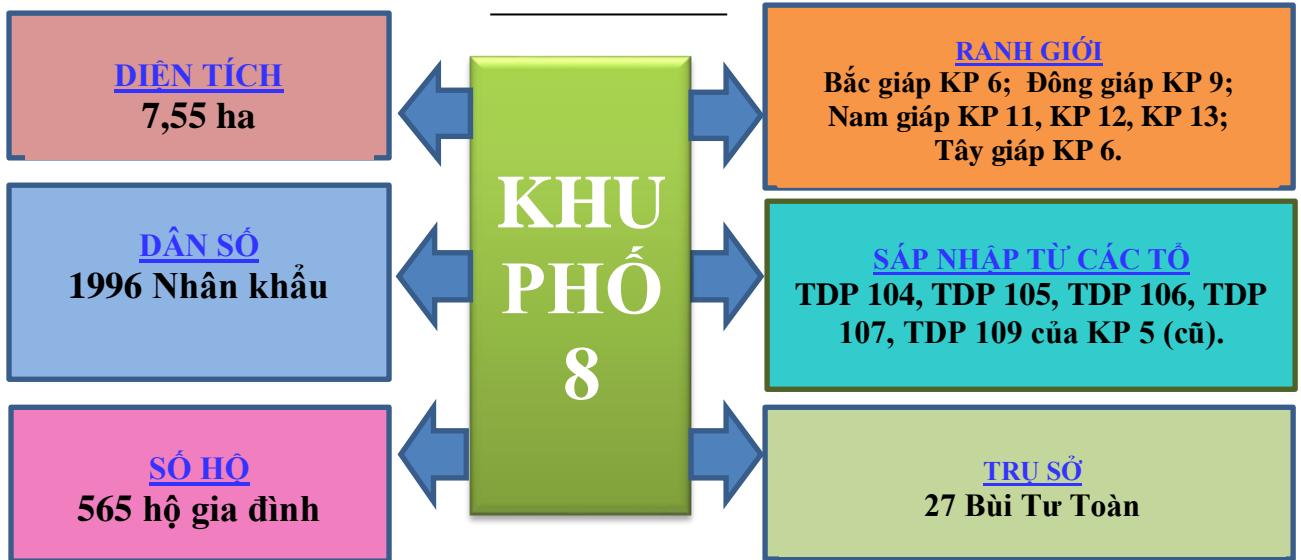 DIỆN TÍCH
7,55 ha
DÂN SỐ
1996 Nhân khẩu
SỐ HỘ
565 hộ gia đình
KHU
PHỐ
8
RANH GIỚI
Bắc giáp KP 6; Đông giáp KP 9;
Nam giáp KP 11, KP 12, KP 13;
Tây giáp KP 6.
SÁP NHẬP TỪ CÁC TỔ
TDP 104, TDP 105, TDP 106, TDP
107, TDP 109 của KP 5 (cũ).
TRỤ SỞ
27 Bùi Tư Toàn